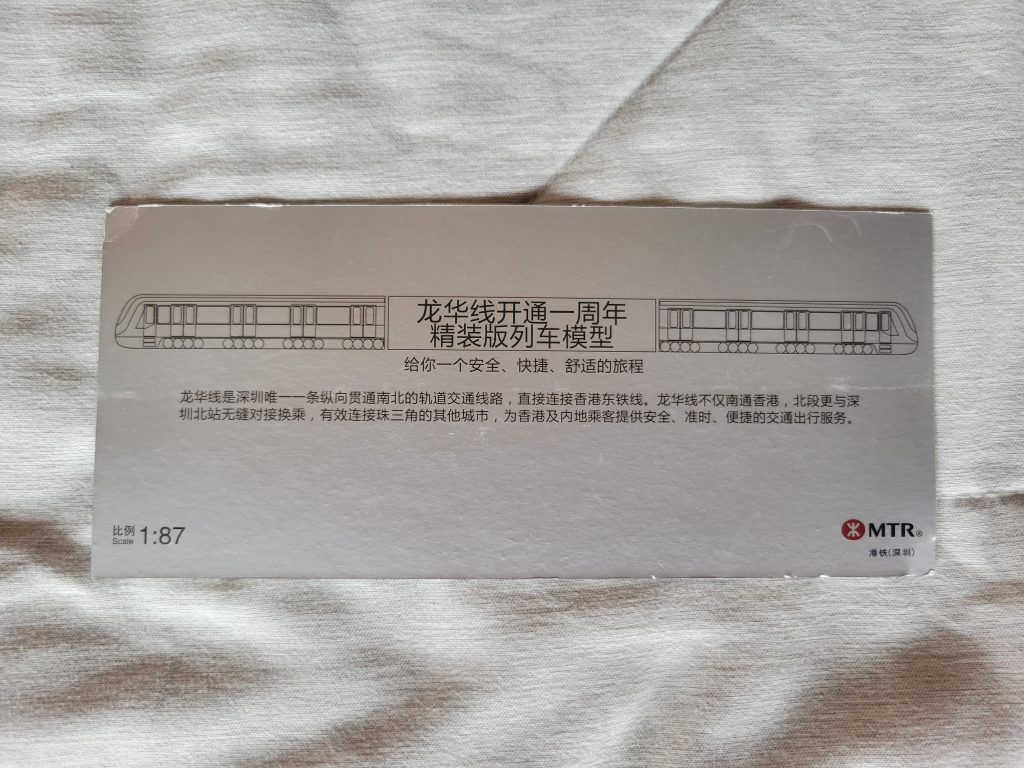 龙华线开通一周年
精装版列车模型
给你一个安全、快捷、舒适的旅程
龙华线是深圳唯一一条纵向贯通南北的轨道交通线路，直接连接香港东铁线。龙华线不仅南通香港，北段更与深
圳北站无缝对接换乘，有效连接珠三角的其他城市，为香港及内地乘客提供安全、准时、便捷的交通出行服务。
比例
Scale 1:87
MTR®
港铁(深圳)